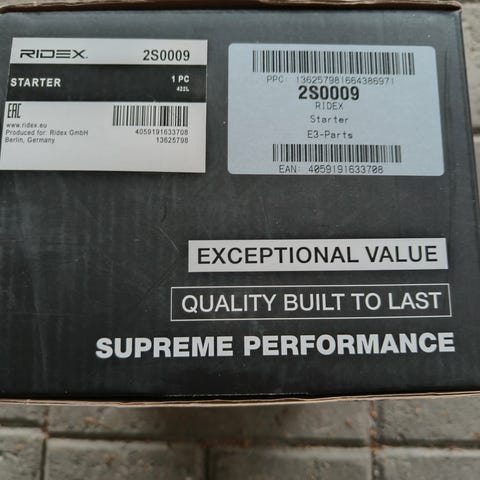 RIDEX. 2S0009
STARTER 1 PC
422L
EAC
www.ridex.eu
Produced for: Ridex GmbH 4059191633708
Berlin, Germany 13625798
PPC: 13625798166438697​1
2S0009
RIDEX
Starter
E3-Parts
EAN: 4059191633708
EXCEPTIONAL VALUE
QUALITY BUILT TO LAST
SUPREME PERFORMANCE